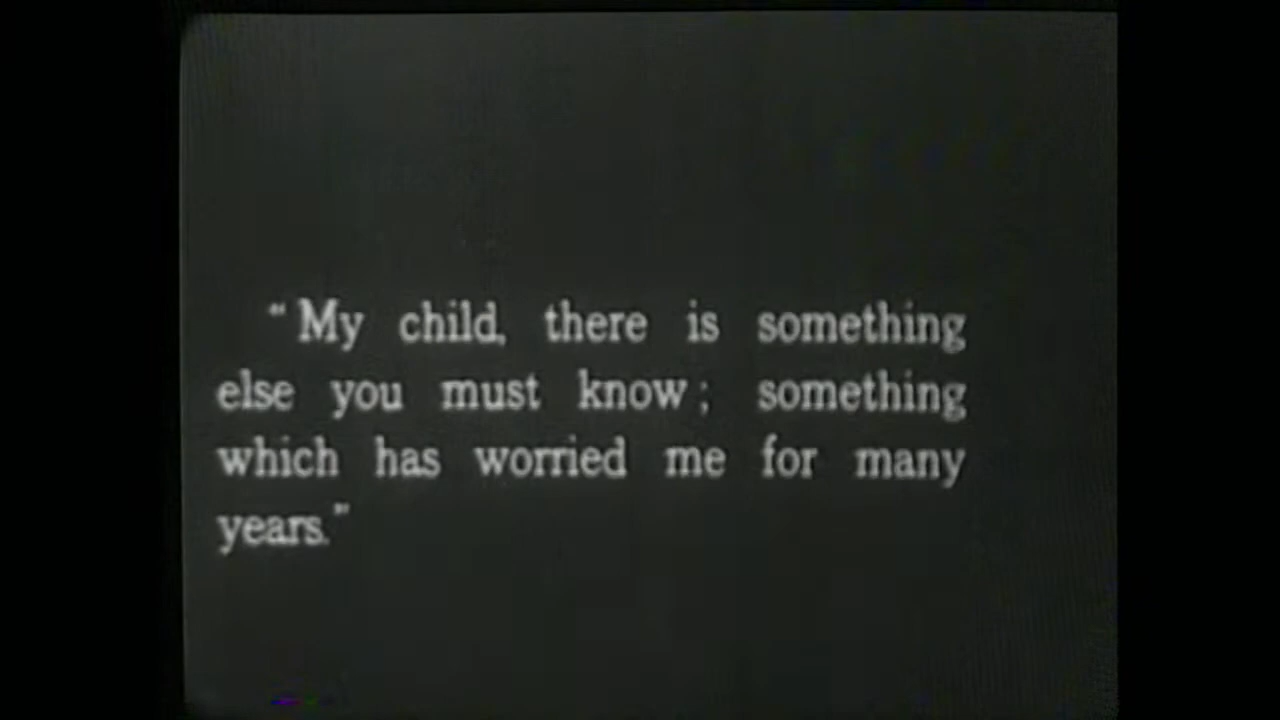 “My child, there is something
else you must know; something
which has worried me for many
years.”